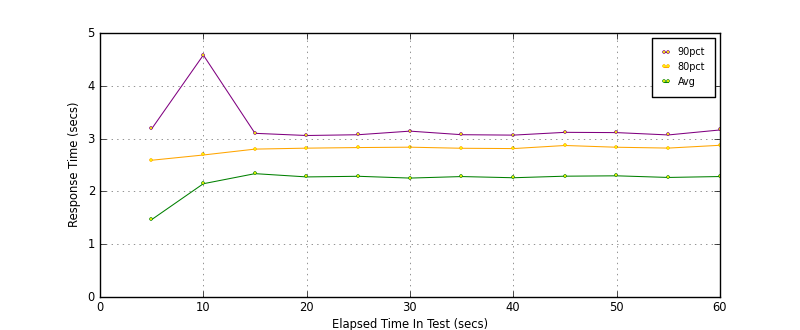 5
4
3
2
1
0
Response Time (secs)
90pct
80pct
Avg
0 10 20 30 40 50 60
Elapsed Time In Test (secs)